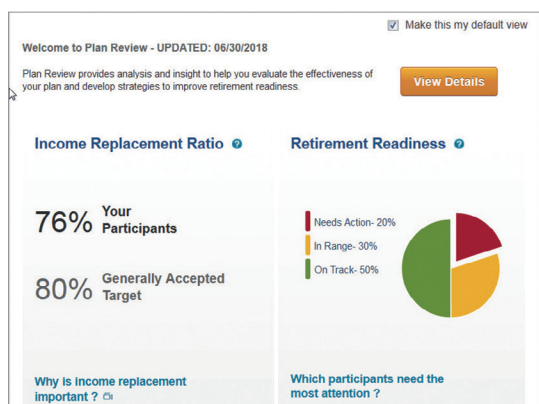 Make this my default view
Welcome to Plan Review - UPDATED: 06/30/2018
Plan Review provides analysis and insight to help you evaluate the effectiveness of
your plan and develop strategies to improve retirement readiness.
View Details
Income Replacement Ratio ?
76% Your
Participants
80% Generally Accepted
Target
Why is income replacement
important ?
Retirement Readiness ?
Needs Action- 20%
In Range- 30%
On Track- 50%
Which participants need the
most attention ?